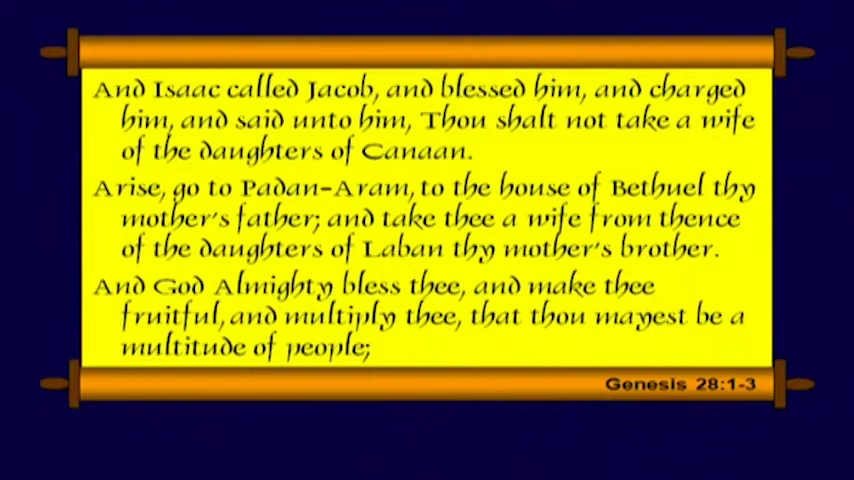 And Isaac called Jacob, and blessed him, and charged
him, and said unto him, Thou shalt not take a wife
of the daughters of Canaan.
Arise, go to Padan-Aram, to the house of Bethuel thy
mother's father; and take thee a wife from thence
of the daughters of Laban thy mother's brother.
And God Almighty bless thee, and make thee
fruitful, and multiply thee, that thou mayest be a
multitude of people;
Genesis 28:1-3